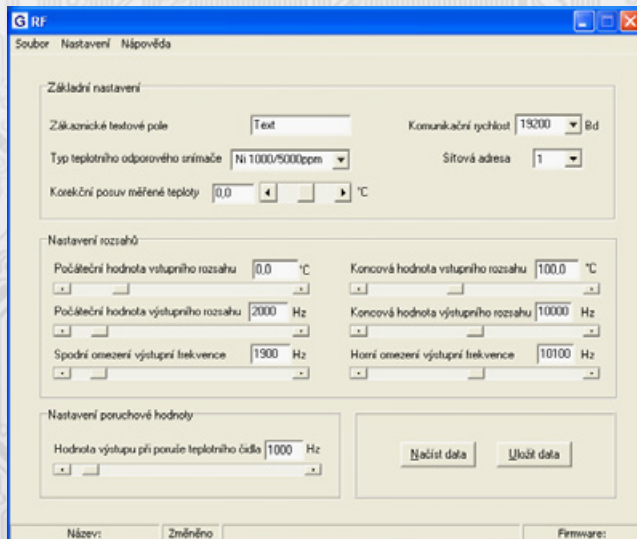 RF
Soubor Nastavení Nápověda
Základní nastavení
Zákaznické textové pole Text Komunikační rychlost 19200 Bd
Typ teplotního odporového snímače Ni 1000/5000ppm Síťová adresa 1
Korekční posuv měřené teploty 0,0 °C
Nastavení rozsahů
Počáteční hodnota vstupního rozsahu 0,0 °C Koncová hodnota vstupního rozsahu 100,0 °C
Počáteční hodnota výstupního rozsahu 2000 Hz Koncová hodnota výstupního rozsahu 10000 Hz
Spodní omezení výstupní frekvence 1900 Hz Horní omezení výstupní frekvence 10100 Hz
Nastavení poruchové hodnoty
Hodnota výstupu při poruše teplotního čidla 1000 Hz Načíst data Uložit data
Název: Změněno Firmware: